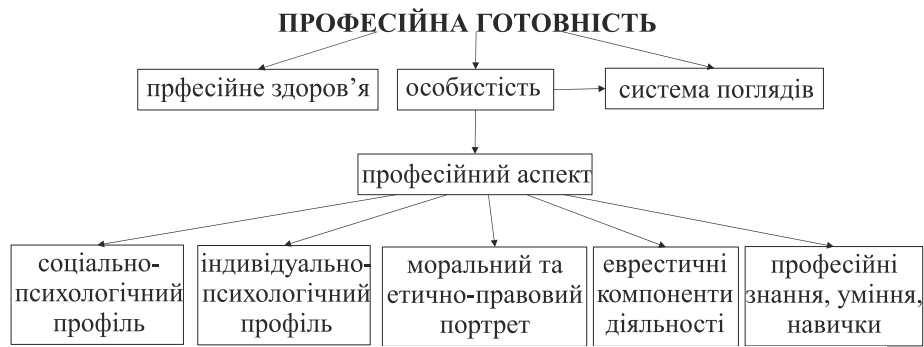 ПРОФЕСІЙНА ГОТОВНІСТЬ
прфесійне здоров’я
особистість
система поглядів
професійний аспект
соціально-
психологічний
профіль
індивідуально-
психологічний
профіль
моральний та
етично-правовий
портрет
еврестичні
компоненти
діяльності
професійні
знання, уміння,
навички